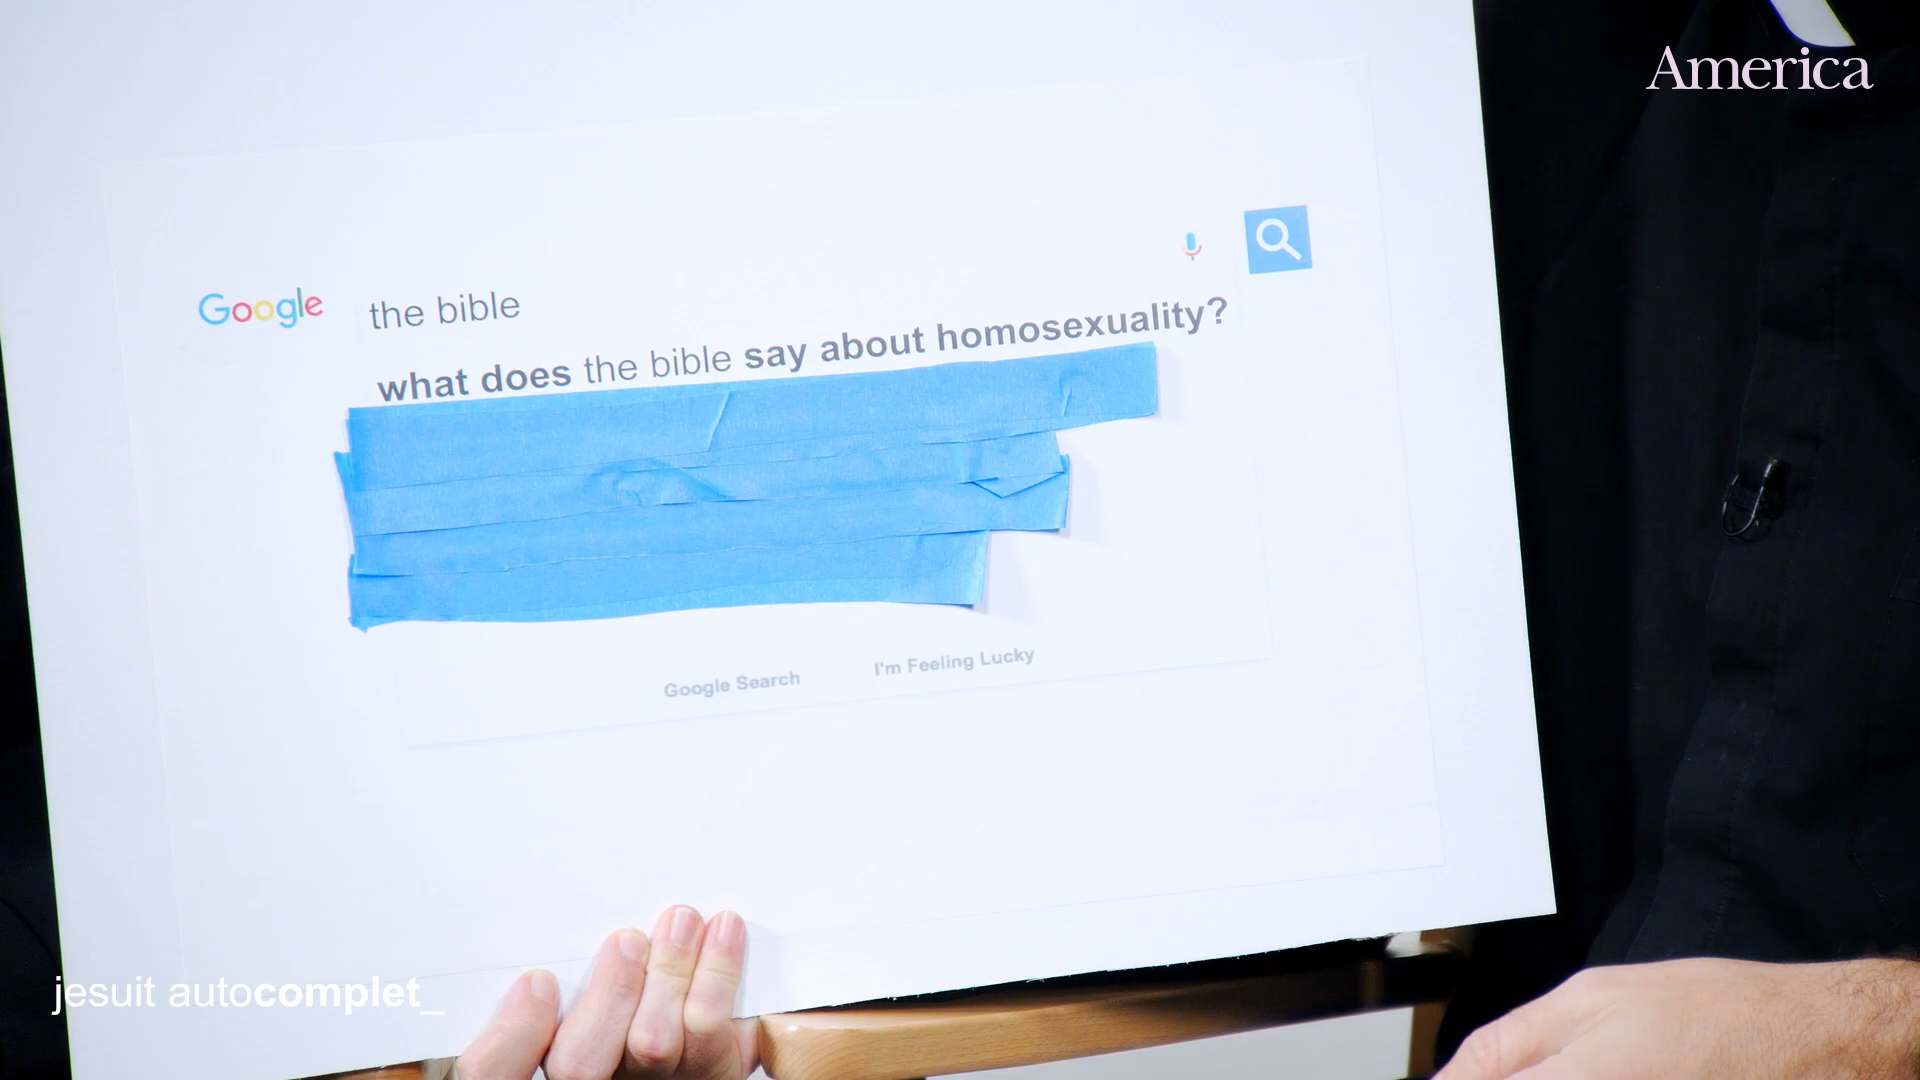 America
Google the bible
what does the bible say about homosexuality?
Google Search I'm Feeling Lucky
jesuit autocomplet_